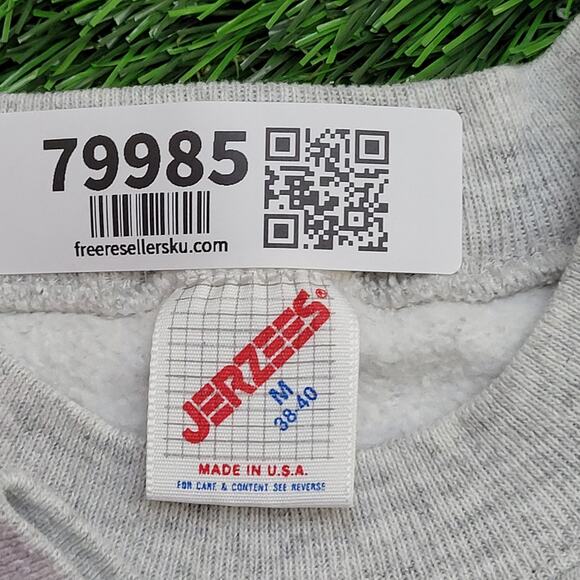 79985
freeresellersku.com
JERZEES®
M
38-40
MADE IN U.S.A.
FOR CARE & CONTENT SEE REVERSE